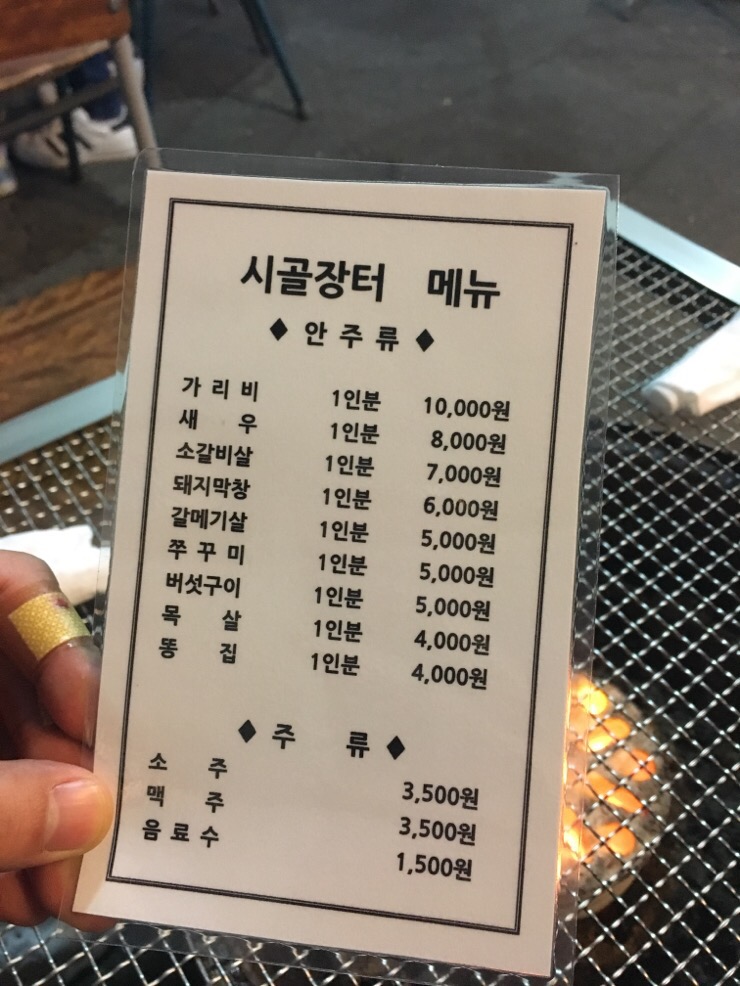 시골장터 메뉴
◆ 안 주 류 ◆
가 리 비 1인분 10,000원
새 우 1인분 8,000원
소갈비살 1인분 7,000원
돼지막창 1인분 6,000원
갈메기살 1인분 5,000원
쭈 꾸 미 1인분 5,000원
버섯구이 1인분 5,000원
목 살 1인분 4,000원
똥 집 1인분 4,000원
◆ 주 류 ◆
소 주 3,500원
맥 주 3,500원
음 료 수 1,500원